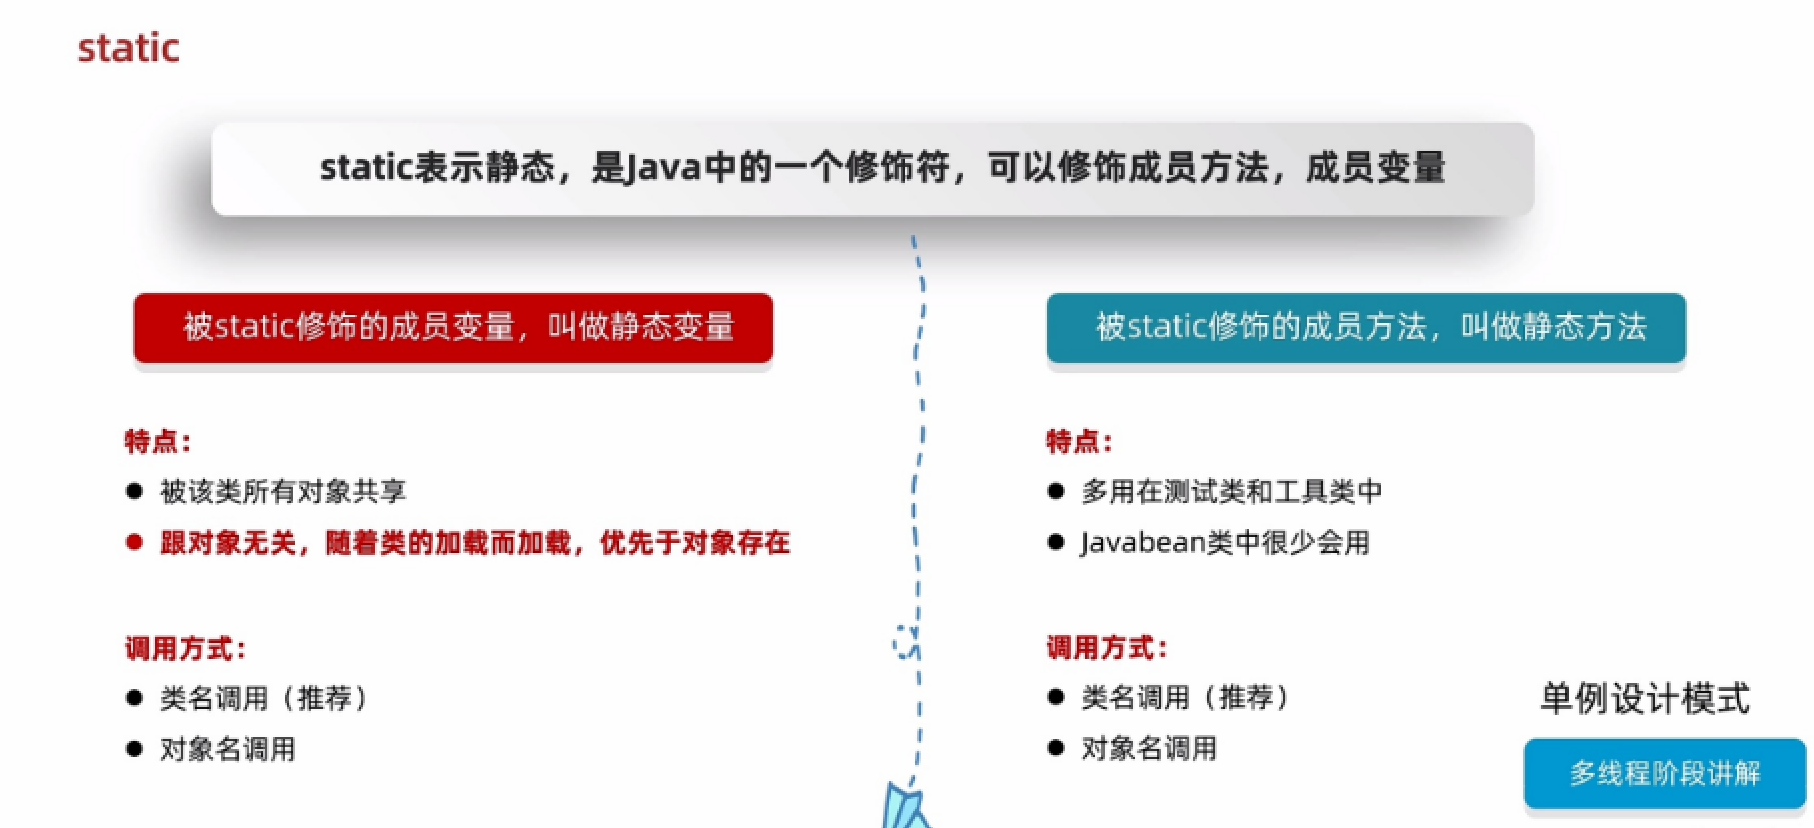 static
static表示静态，是Java中的一个修饰符，可以修饰成员方法，成员变量
被static修饰的成员变量，叫做静态变量
特点：
被该类所有对象共享
跟对象无关，随着类的加载而加载，优先于对象存在
调用方式：
类名调用（推荐）
对象名调用
被static修饰的成员方法，叫做静态方法
特点：
多用在测试类和工具类中
Javabean类中很少会用
调用方式：
类名调用（推荐）
对象名调用
单例设计模式
多线程阶段讲解